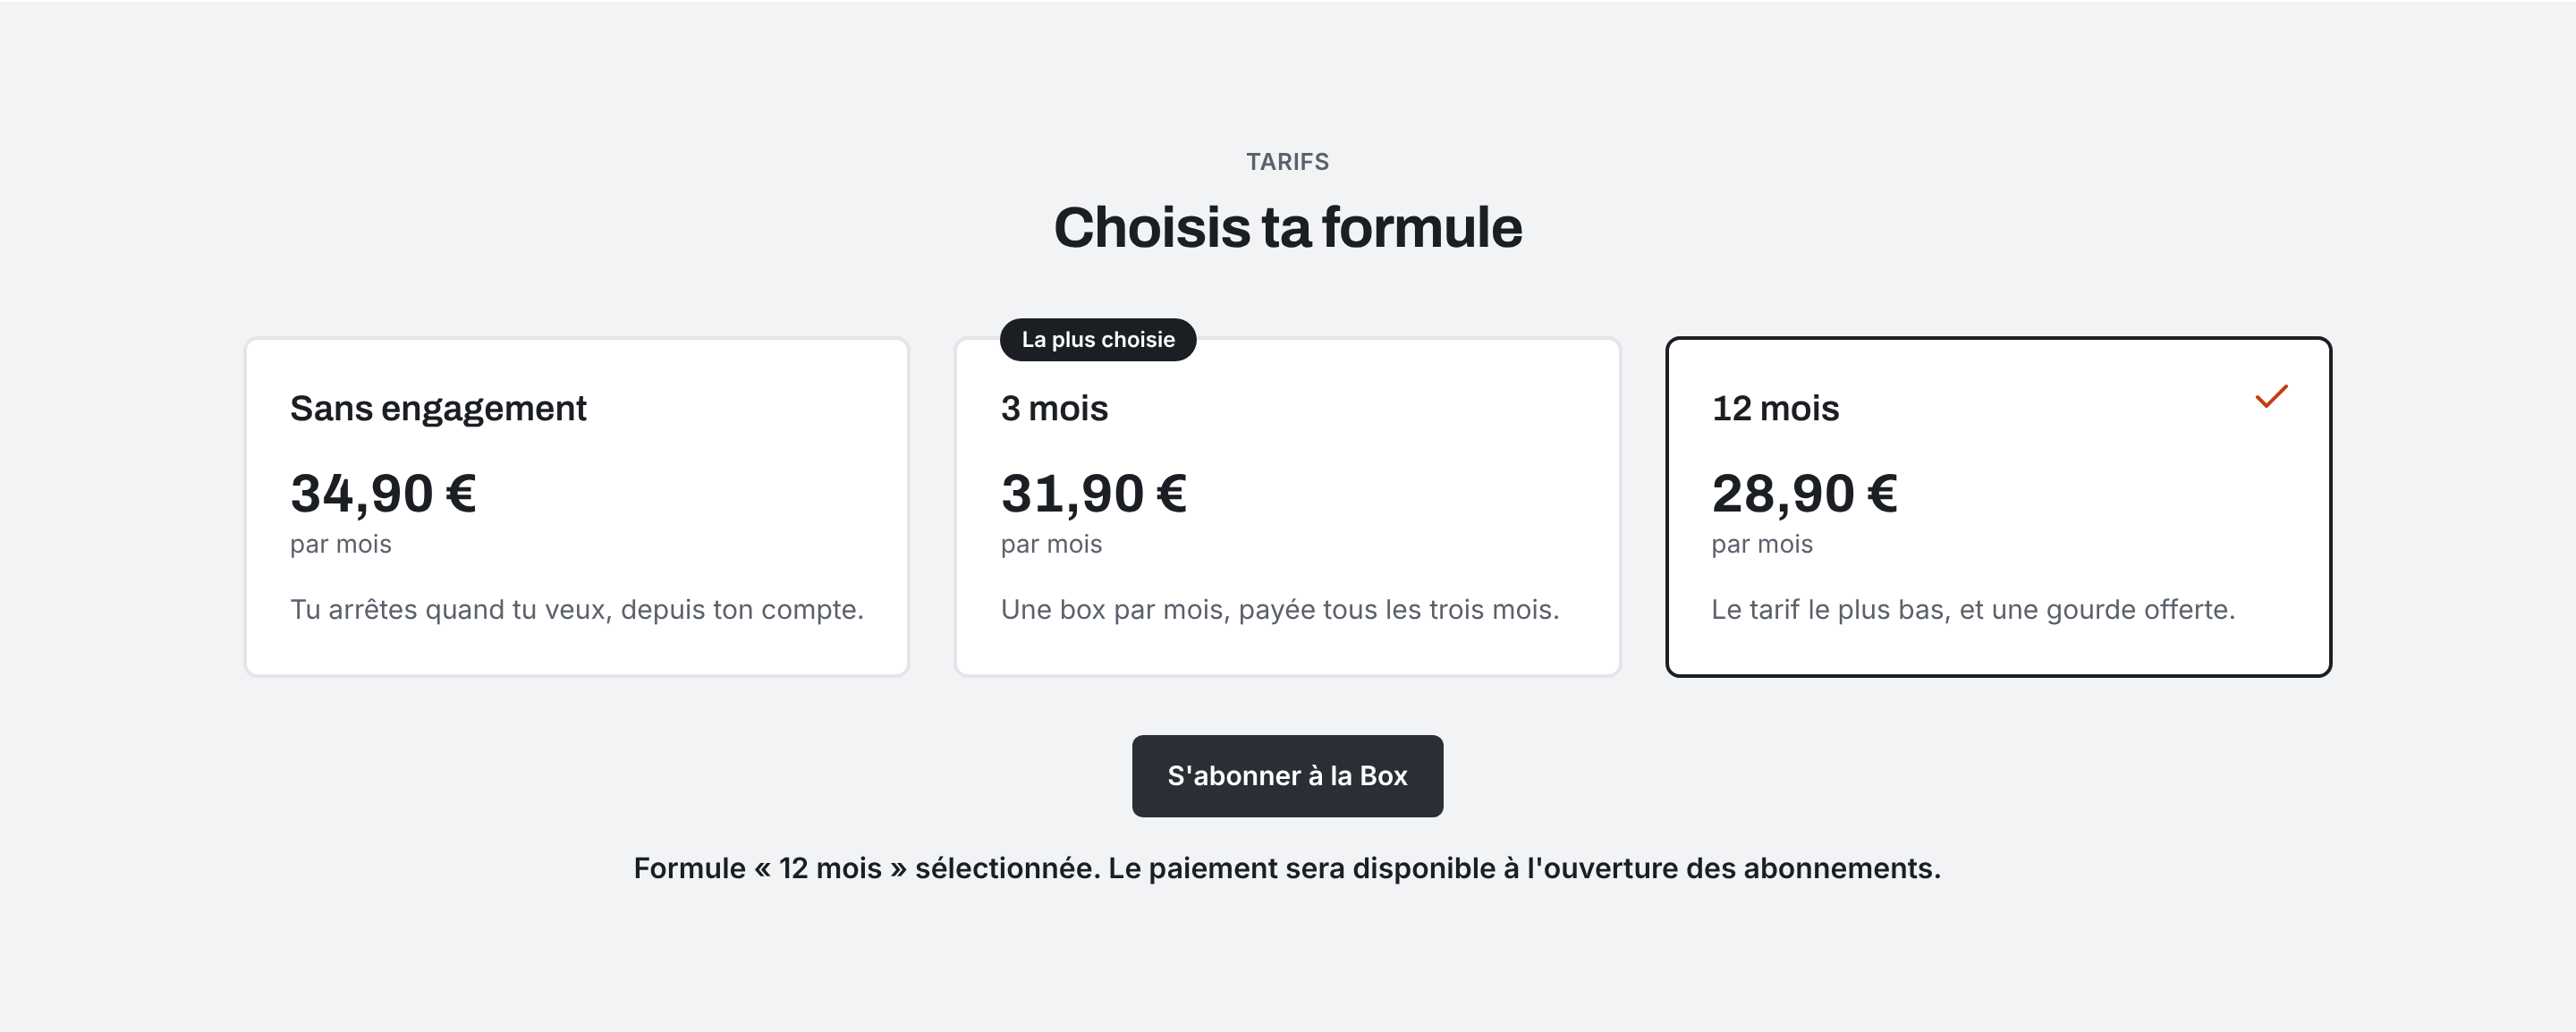 TARIFS
Choisis ta formule
Sans engagement
34,90 €
par mois
Tu arrêtes quand tu veux, depuis ton compte.
La plus choisie
3 mois
31,90 €
par mois
Une box par mois, payée tous les trois mois.
12 mois
28,90 €
par mois
Le tarif le plus bas, et une gourde offerte.
S'abonner à la Box
Formule « 12 mois » sélectionnée. Le paiement sera disponible à l'ouverture des abonnements.